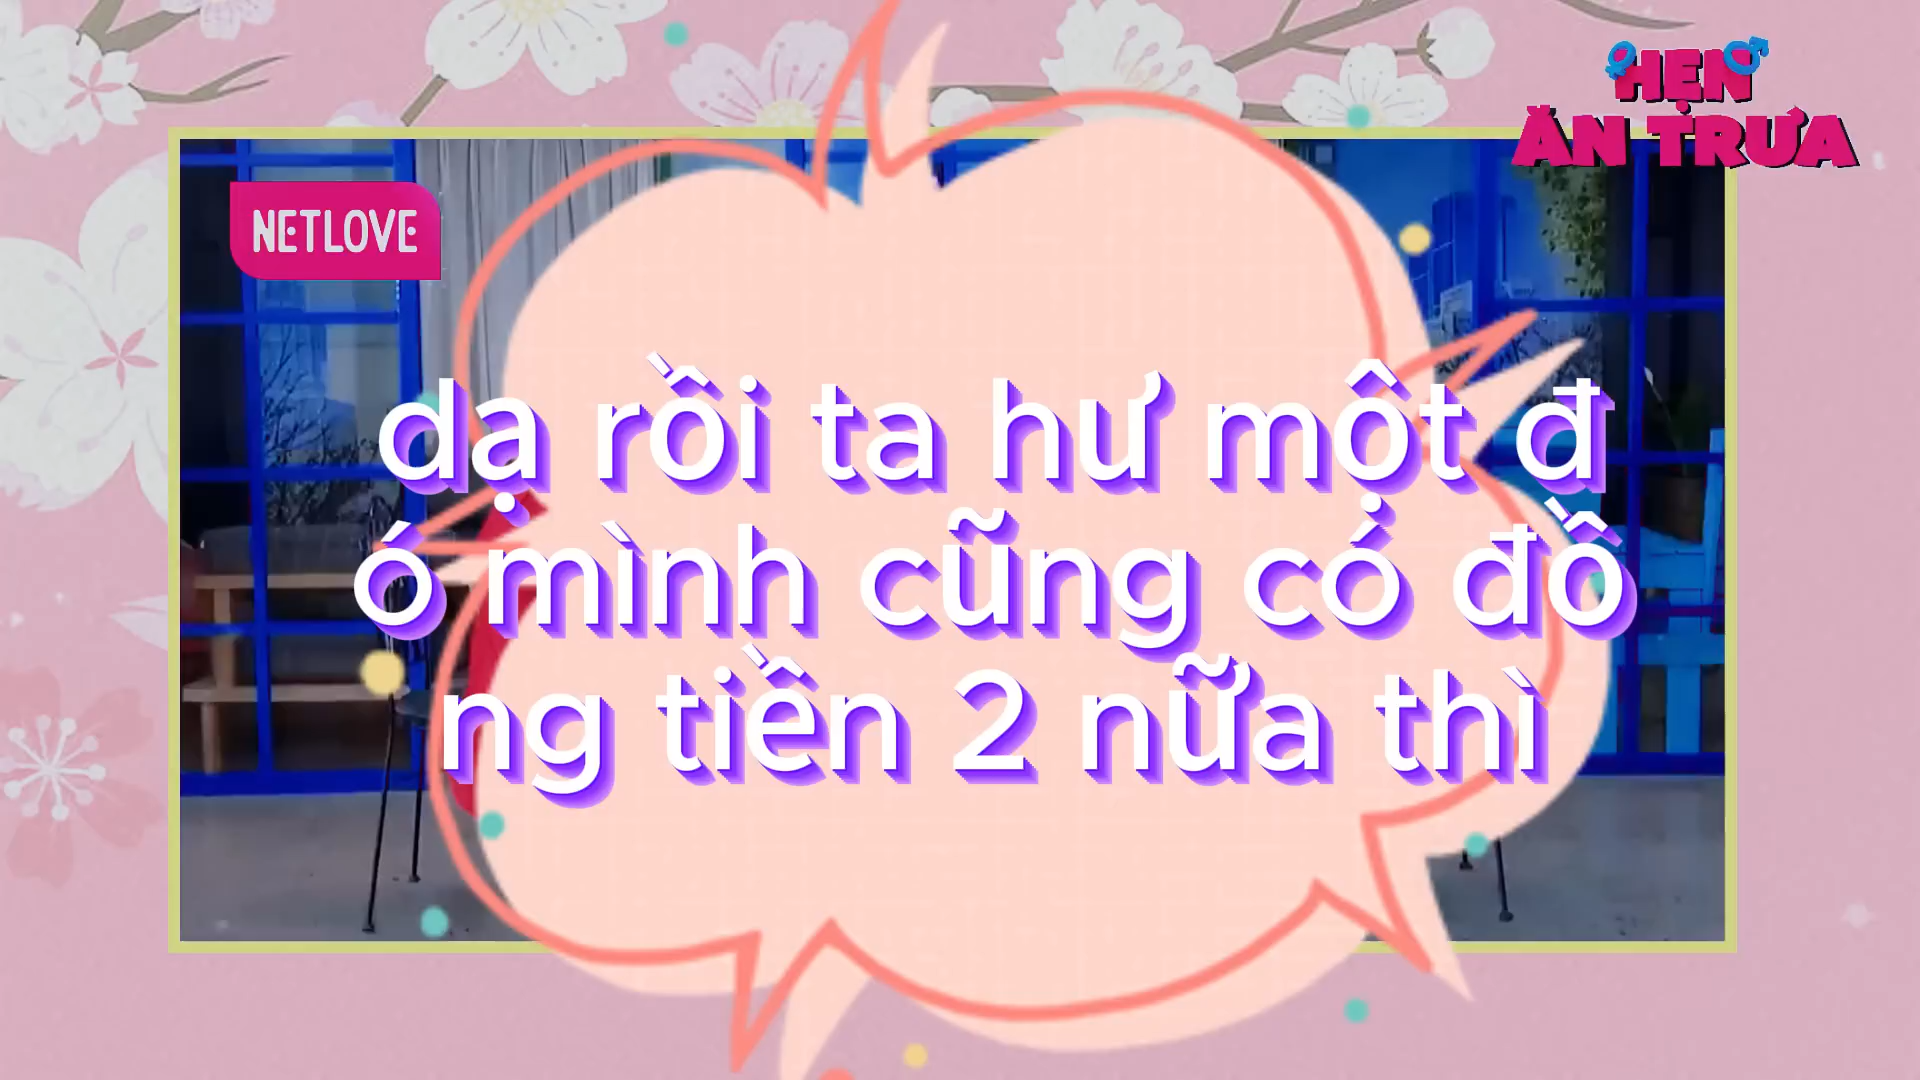 HẸN
ĂN TRƯA
NETLOVE
dạ rồi ta hư một đ
ó mình cũng có đồ
ng tiền 2 nữa thì